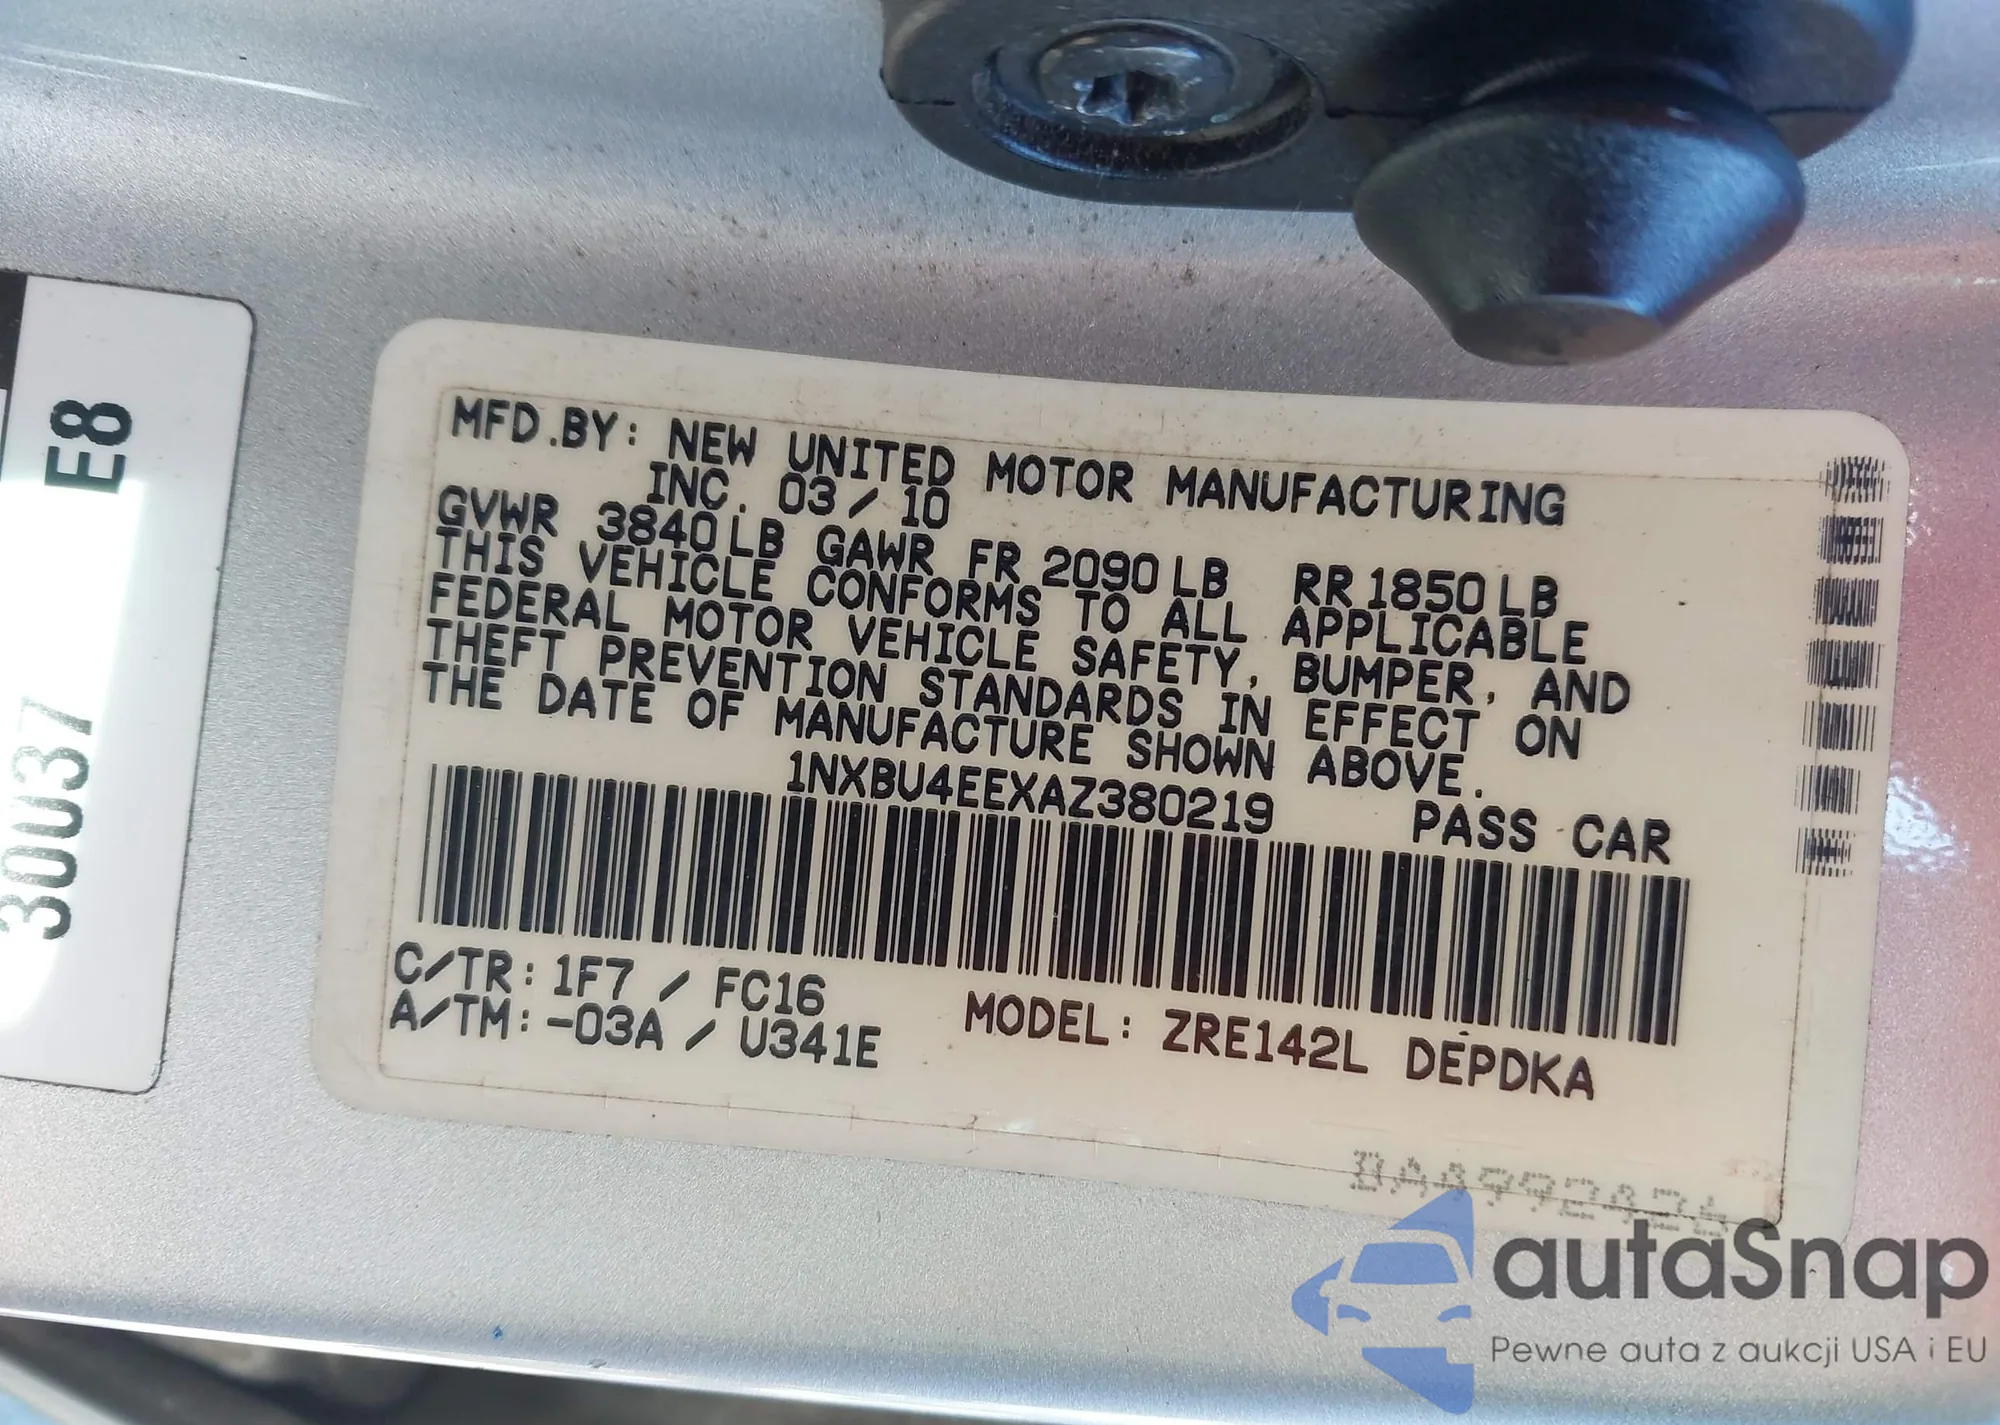 E8
30037
MFD.BY: NEW UNITED MOTOR MANUFACTURING
INC. 03/10
GVWR 3840LB GAWR FR 2090LB RR 1850LB
THIS VEHICLE CONFORMS TO ALL APPLICABLE
FEDERAL MOTOR VEHICLE SAFETY, BUMPER, AND
THEFT PREVENTION STANDARDS IN EFFECT ON
THE DATE OF MANUFACTURE SHOWN ABOVE.
1NXBU4EEXAZ380219 PASS CAR
C/TR: 1F7 / FC16
A/TM: -03A / U341E MODEL: ZRE142L DEPDKA
autaSnap
Pewne auta z aukcji USA i EU